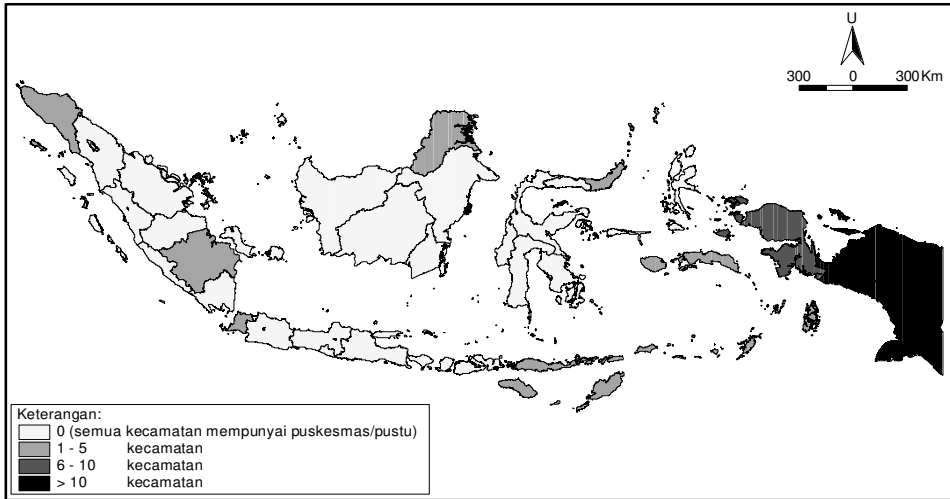 U
300 0 300 Km
Keterangan:
0 (semua kecamatan mempunyai puskesmas/pustu)
1 - 5 kecamatan
6 - 10 kecamatan
> 10 kecamatan